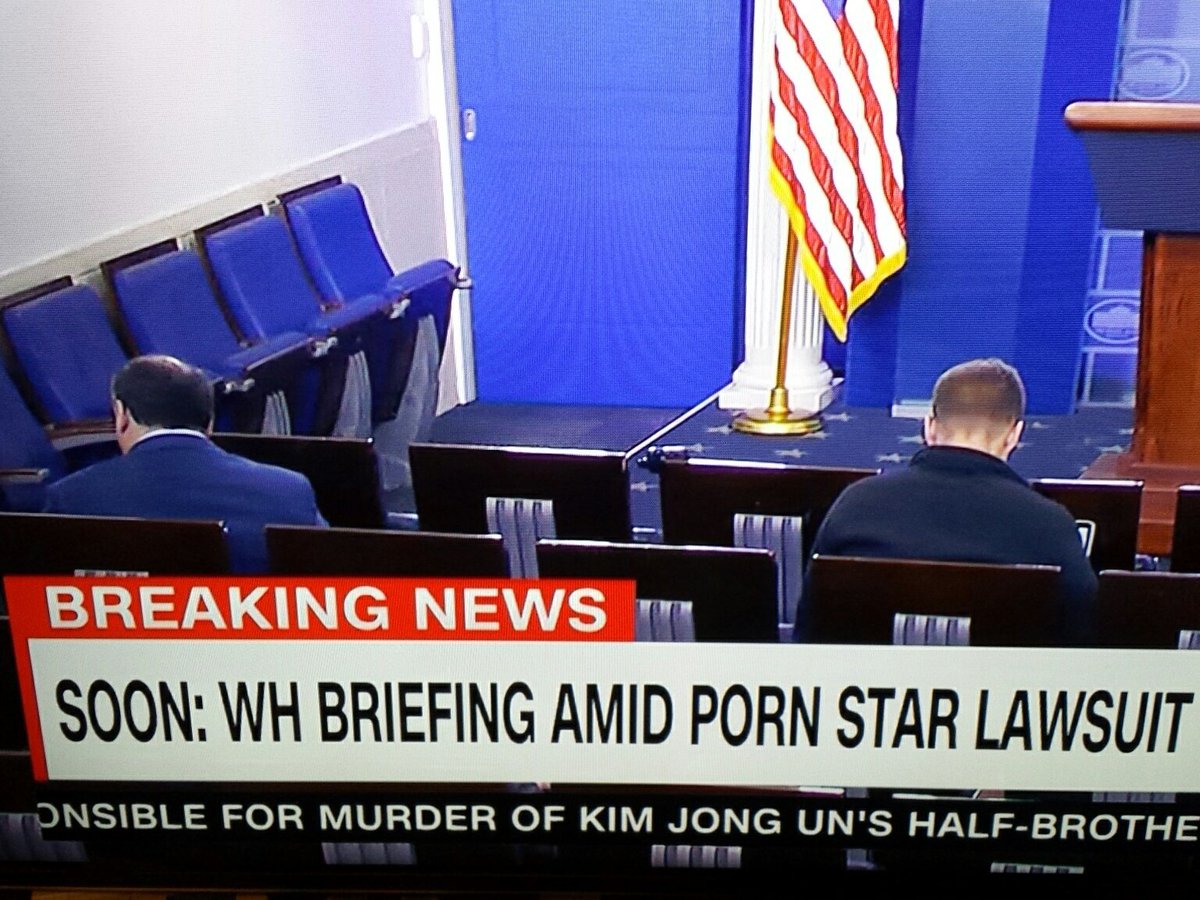 BREAKING NEWS
SOON: WH BRIEFING AMID PORN STAR LAWSUIT
ONSIBLE FOR MURDER OF KIM JONG UN'S HALF-BROTHE